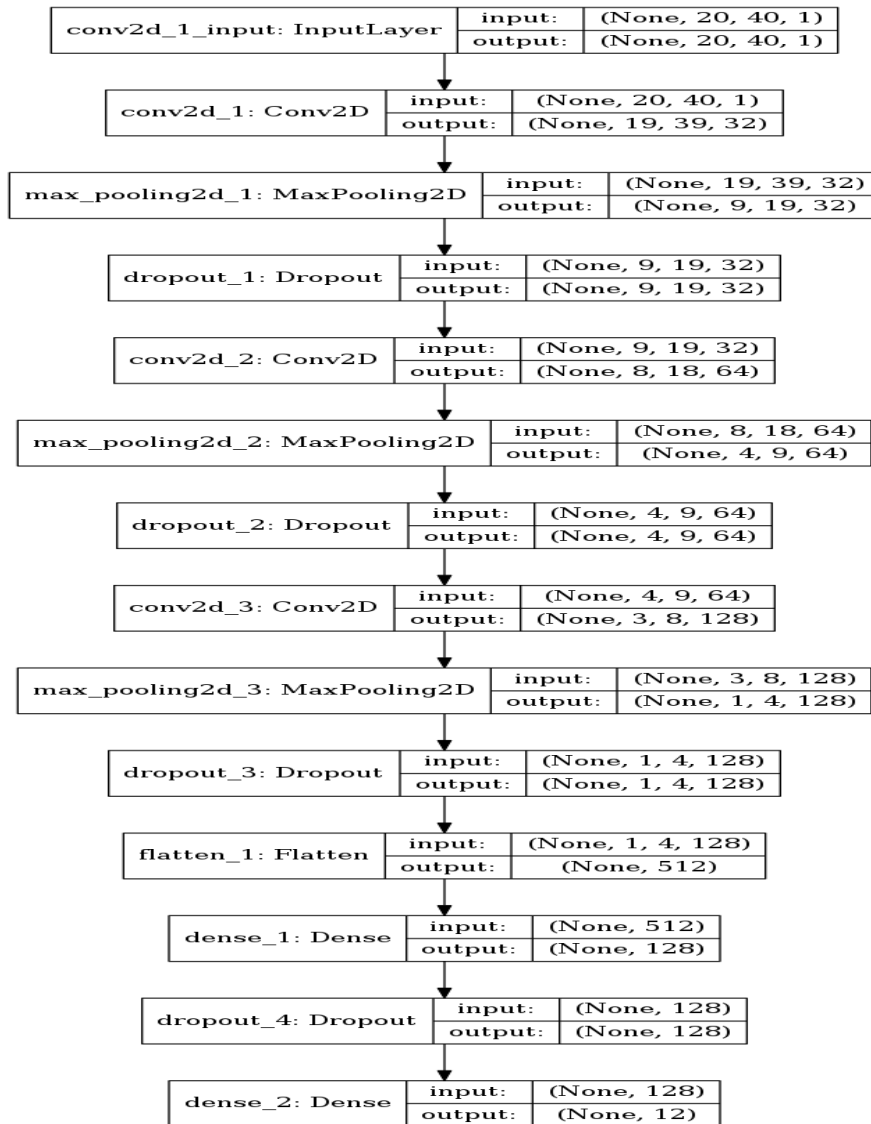 conv2d_1_input: InputLayer
input: (None, 20, 40, 1)
output: (None, 20, 40, 1)
conv2d_1: Conv2D
input: (None, 20, 40, 1)
output: (None, 19, 39, 32)
max_pooling2d_1: MaxPooling2D
input: (None, 19, 39, 32)
output: (None, 9, 19, 32)
dropout_1: Dropout
input: (None, 9, 19, 32)
output: (None, 9, 19, 32)
conv2d_2: Conv2D
input: (None, 9, 19, 32)
output: (None, 8, 18, 64)
max_pooling2d_2: MaxPooling2D
input: (None, 8, 18, 64)
output: (None, 4, 9, 64)
dropout_2: Dropout
input: (None, 4, 9, 64)
output: (None, 4, 9, 64)
conv2d_3: Conv2D
input: (None, 4, 9, 64)
output: (None, 3, 8, 128)
max_pooling2d_3: MaxPooling2D
input: (None, 3, 8, 128)
output: (None, 1, 4, 128)
dropout_3: Dropout
input: (None, 1, 4, 128)
output: (None, 1, 4, 128)
flatten_1: Flatten
input: (None, 1, 4, 128)
output: (None, 512)
dense_1: Dense
input: (None, 512)
output: (None, 128)
dropout_4: Dropout
input: (None, 128)
output: (None, 128)
dense_2: Dense
input: (None, 128)
output: (None, 12)